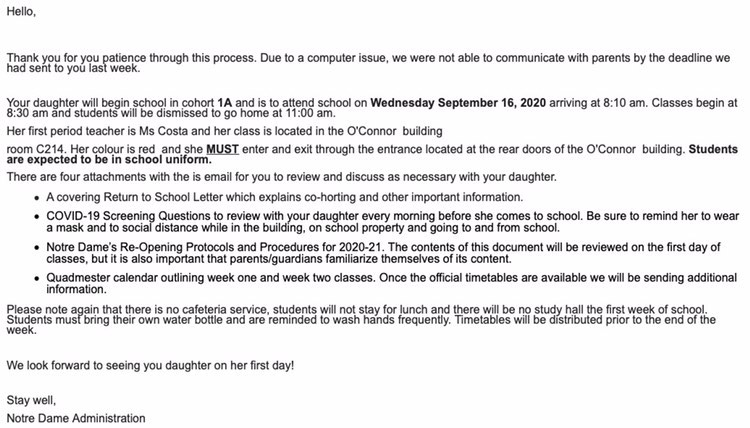 Hello,
Thank you for you patience through this process. Due to a computer issue, we were not able to communicate with parents by the deadline we
had sent to you last week.
Your daughter will begin school in cohort 1A and is to attend school on Wednesday September 16, 2020 arriving at 8:10 am. Classes begin at
8:30 am and students will be dismissed to go home at 11:00 am.
Her first period teacher is Ms Costa and her class is located in the O'Connor building
room C214. Her colour is red and she MUST enter and exit through the entrance located at the rear doors of the O'Connor building. Students
are expected to be in school uniform.
There are four attachments with the is email for you to review and discuss as necessary with your daughter.
• A covering Return to School Letter which explains co-horting and other important information.
• COVID-19 Screening Questions to review with your daughter every morning before she comes to school. Be sure to remind her to wear
a mask and to social distance while in the building, on school property and going to and from school.
• Notre Dame's Re-Opening Protocols and Procedures for 2020-21. The contents of this document will be reviewed on the first day of
classes, but it is also important that parents/guardians familiarize themselves of its content.
• Quadmester calendar outlining week one and week two classes. Once the official timetables are available we will be sending additional
information.
Please note again that there is no cafeteria service, students will not stay for lunch and there will be no study hall the first week of school.
Students must bring their own water bottle and are reminded to wash hands frequently. Timetables will be distributed prior to the end of the
week.
We look forward to seeing you daughter on her first day!
Stay well,
Notre Dame Administration